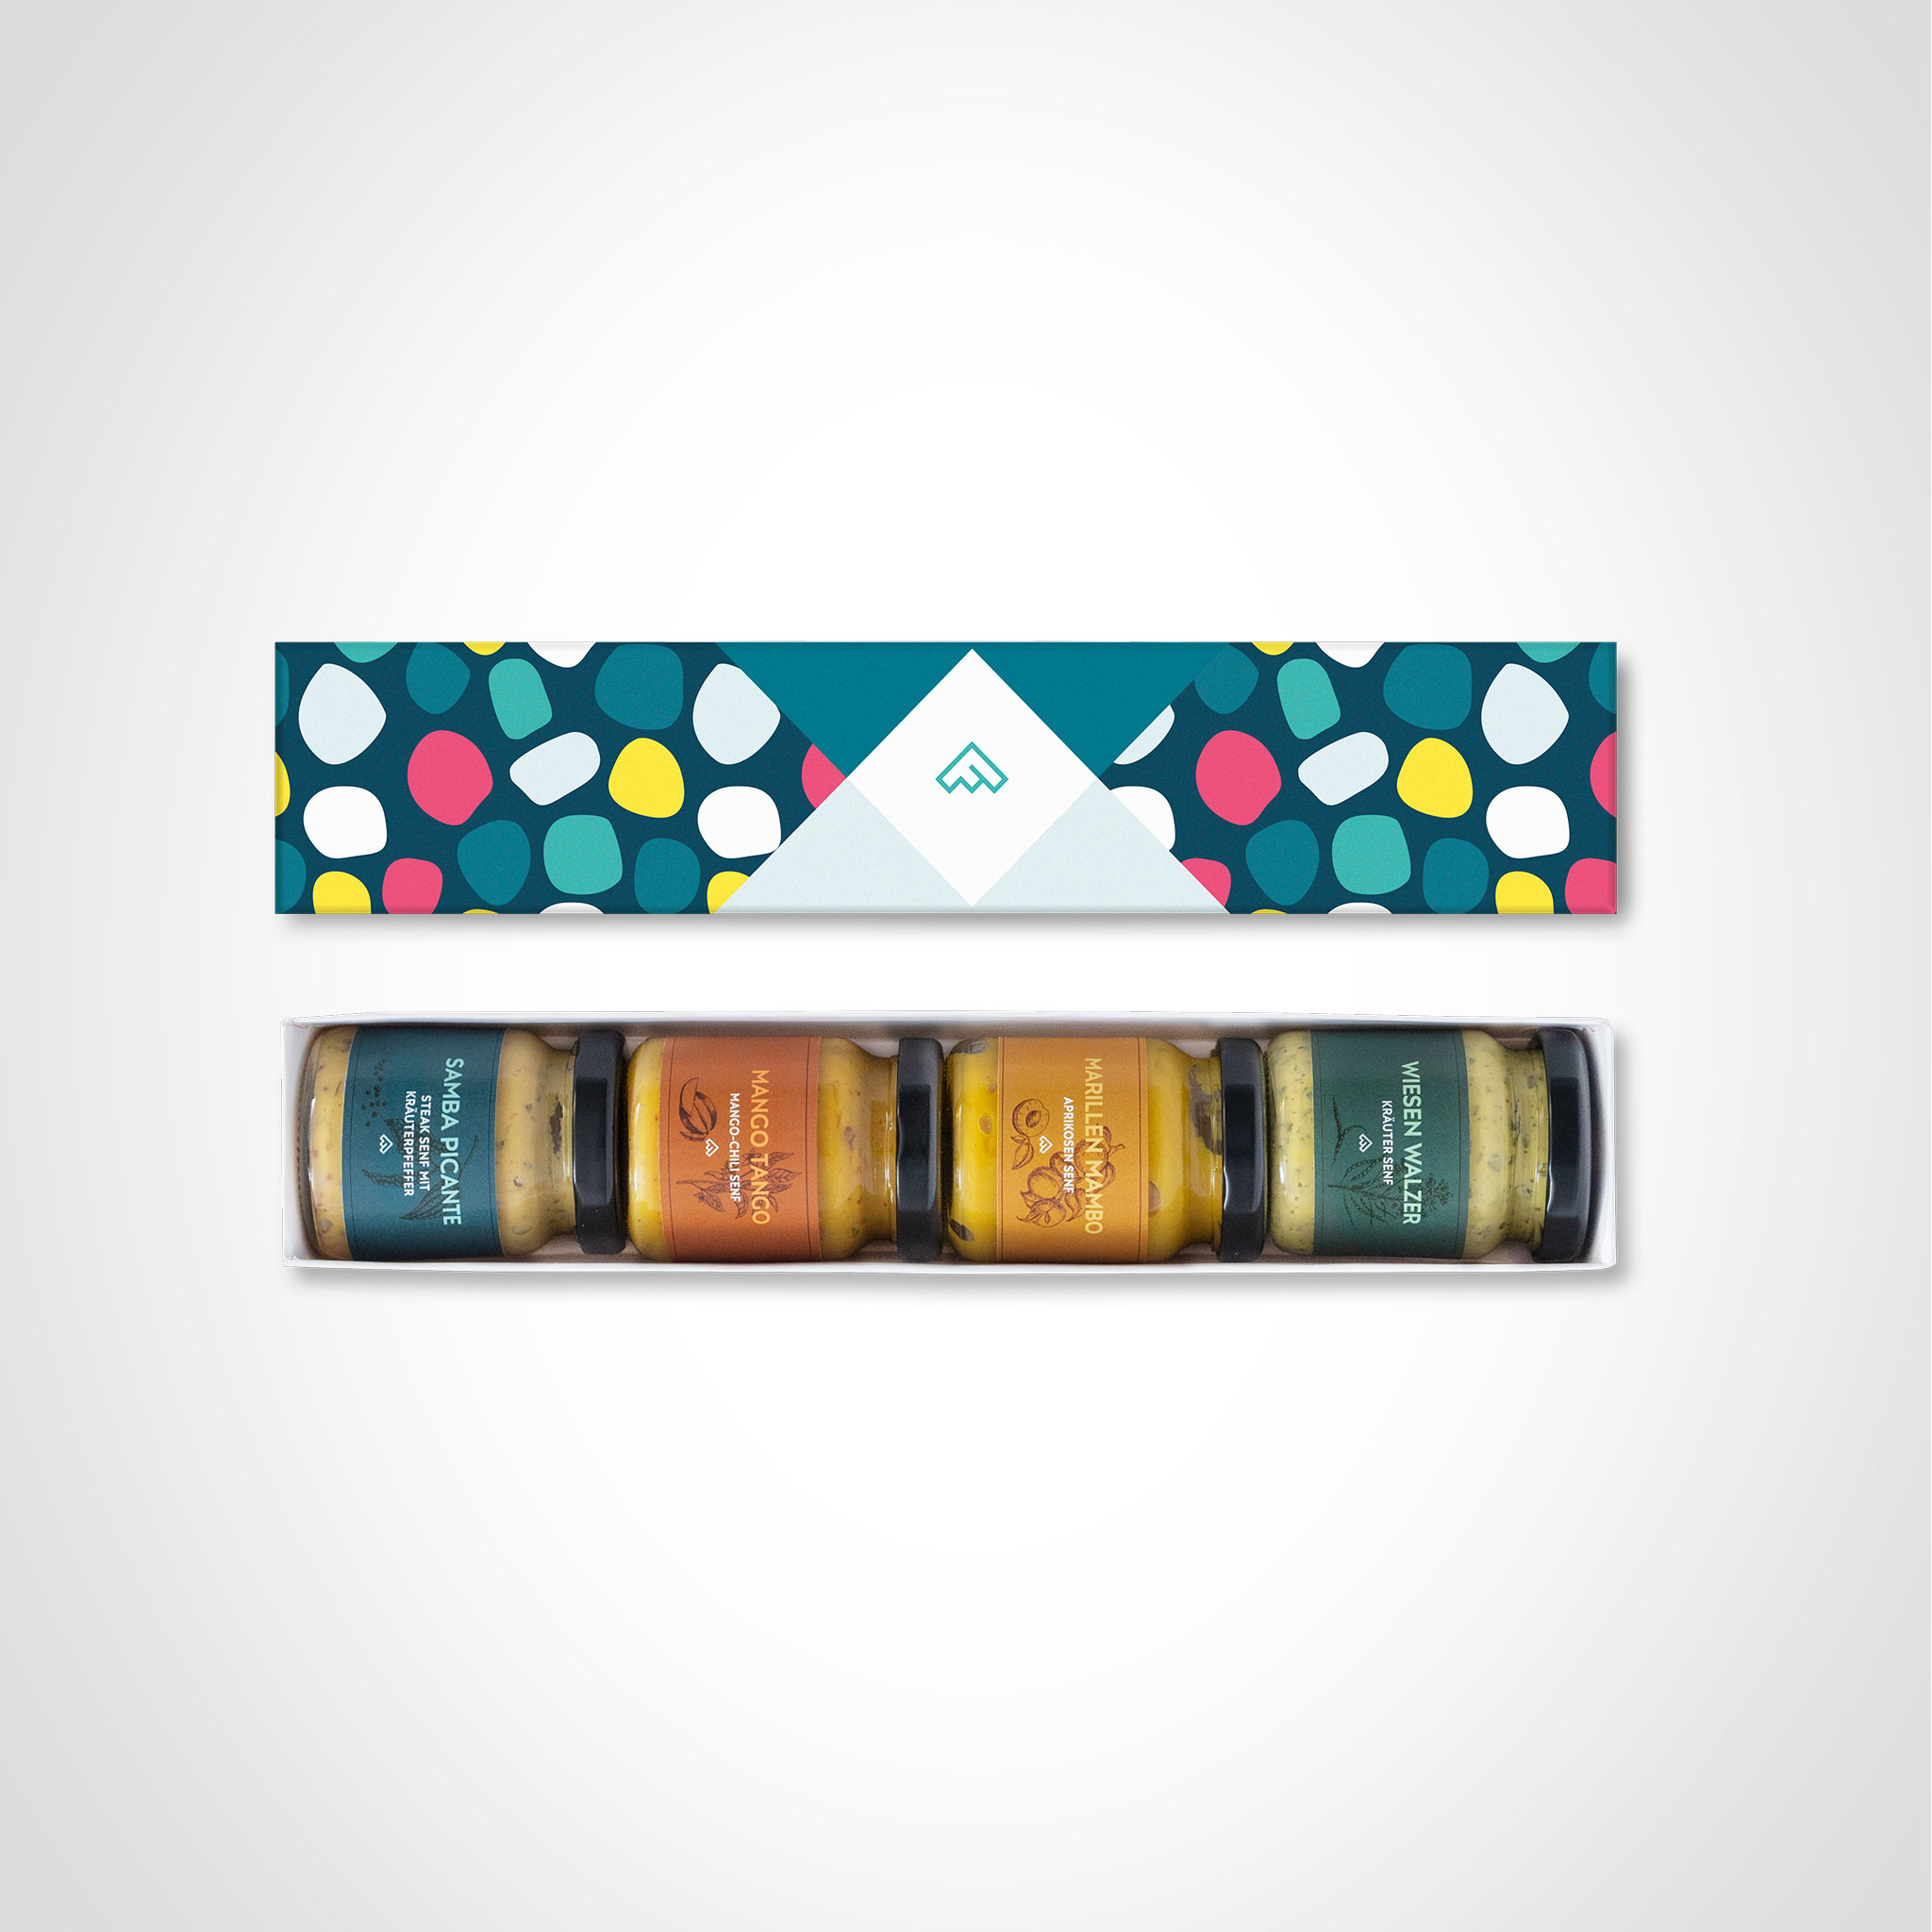 SAMBA PICANTE
STEAK SENF MIT
KRÄUTERPFEFFER
MANGO TANGO
MANGO-CHILI SENF
MARILLEN MAMBO
APRIKOSEN SENF
WIESEN WALZER
KRÄUTER SENF